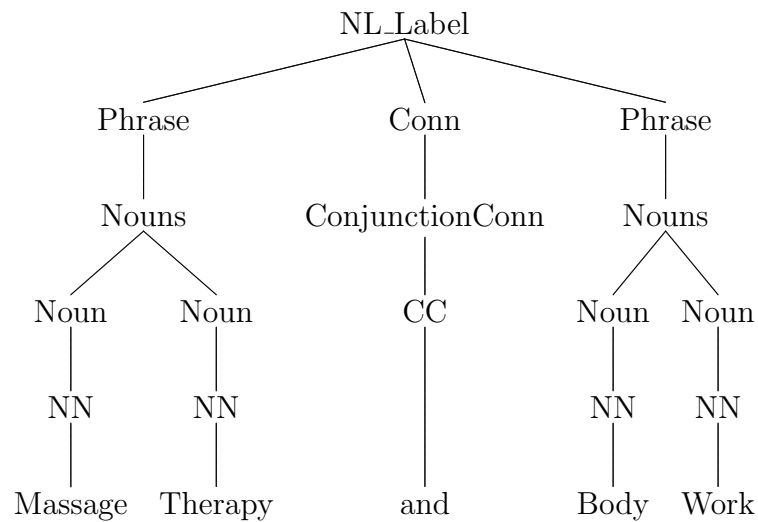 NL_Label
Phrase Conn Phrase
Nouns ConjunctionConn Nouns
Noun Noun CC Noun Noun
NN NN NN NN
Massage Therapy and Body Work